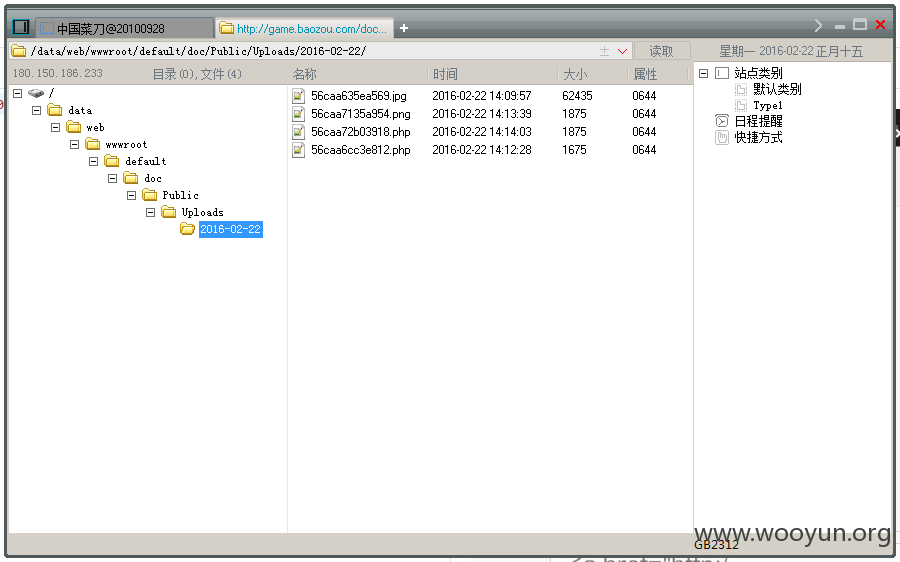 中国菜刀@20100928
http://game.baozou.com/doc...
/data/web/wwwroot/default/doc/Public/Uploads/2016-02-22/
读取
星期一 2016-02-22 正月十五
180.150.186.233 目录(0),文件(4)
名称 时间 大小 属性
/
data
web
wwwroot
default
doc
Public
Uploads
2016-02-22
56caa635ea569.jpg 2016-02-22 14:09:57 62435 0644
56caa7135a954.png 2016-02-22 14:13:39 1875 0644
56caa72b03918.php 2016-02-22 14:14:03 1875 0644
56caa6cc3e812.php 2016-02-22 14:12:28 1675 0644
站点类别
默认类别
Type1
日程提醒
快捷方式
www.wooyun.org
GB2312